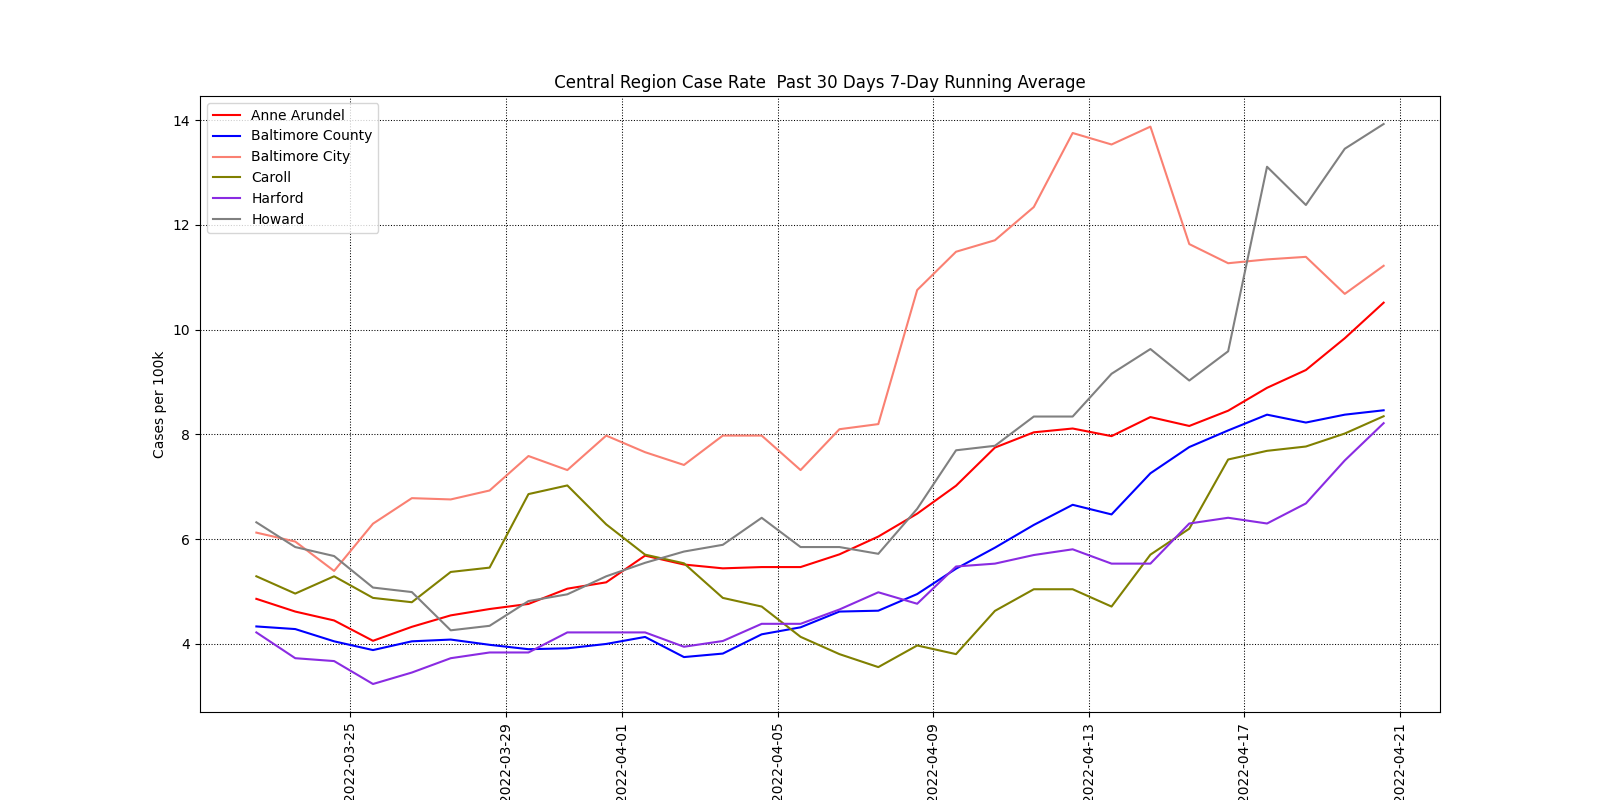 Central Region Case Rate  Past 30 Days 7-Day Running Average
Anne Arundel
Baltimore County
Baltimore City
Caroll
Harford
Howard
14
12
10
8
6
4
Cases per 100k
2022-03-25
2022-03-29
2022-04-01
2022-04-05
2022-04-09
2022-04-13
2022-04-17
2022-04-21